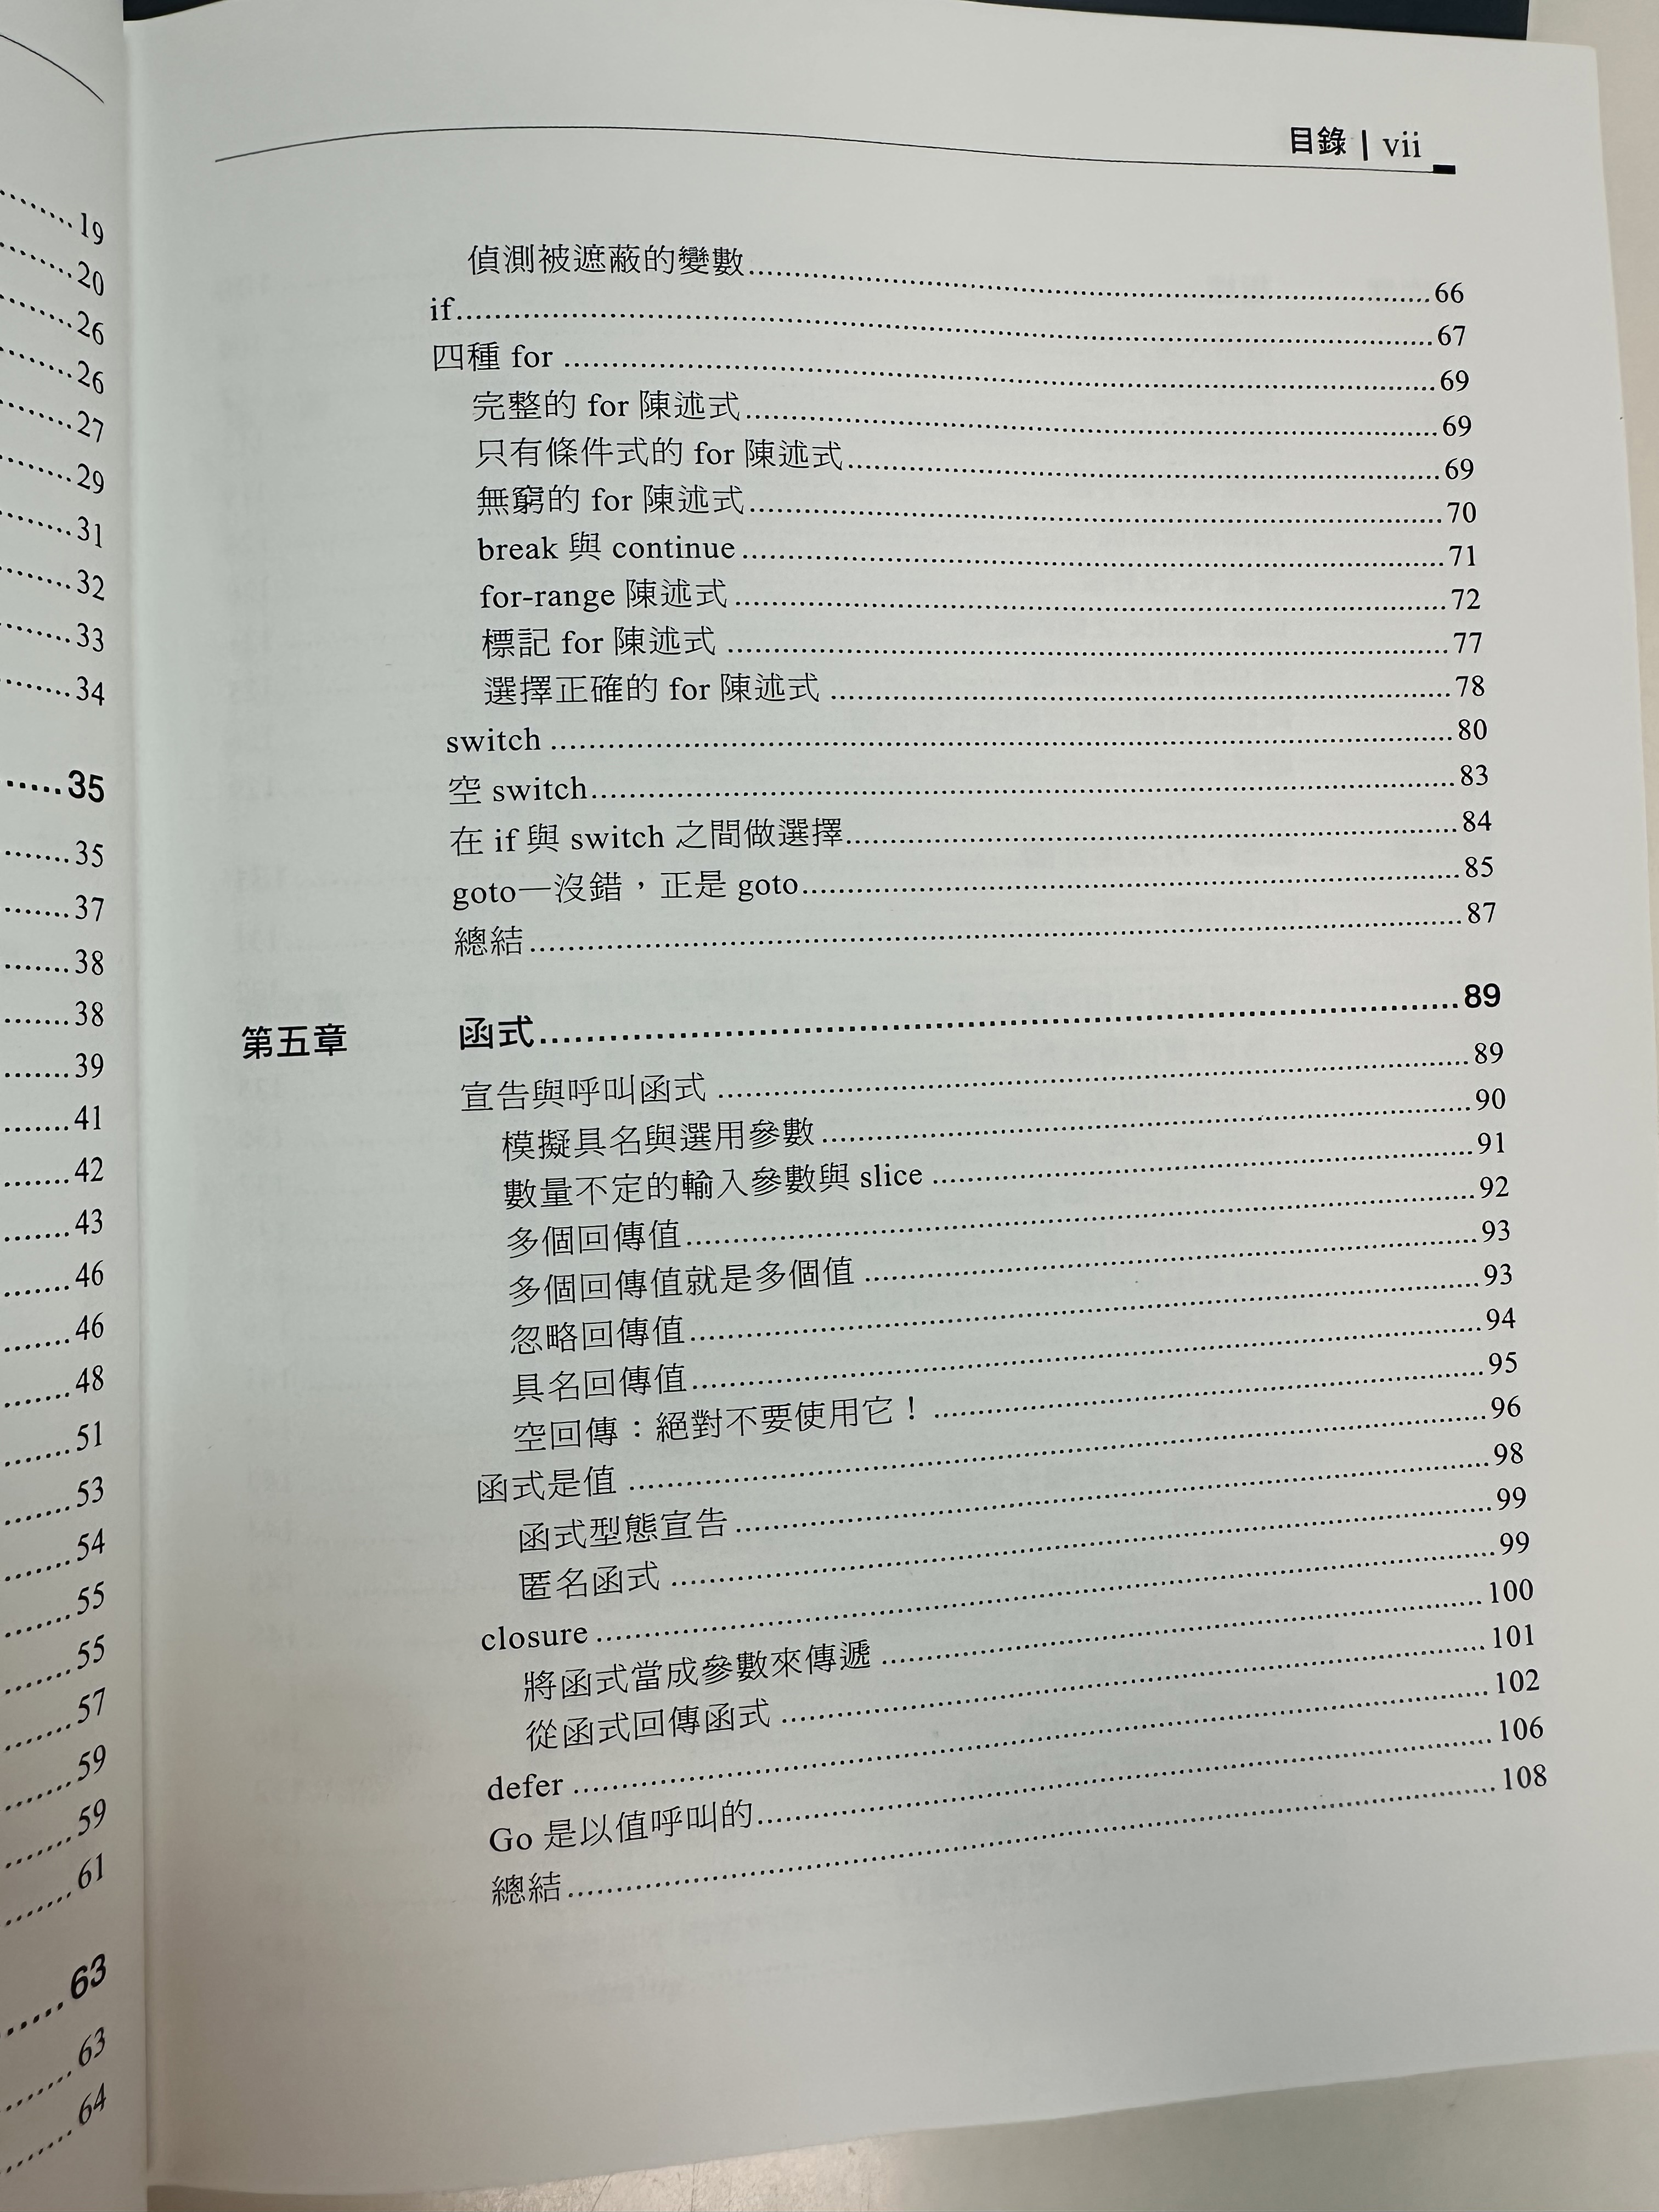 19
20
26
26
27
29
31
32
33
34
35
35
37
38
38
39
41
42
43
46
46
48
51
53
54
55
55
57
59
59
61
63
63
64
目錄 | vii
偵測被遮蔽的變數 66
if 67
四種 for 69
完整的 for 陳述式 69
只有條件式的 for 陳述式 69
無窮的 for 陳述式 70
break 與 continue 71
for-range 陳述式 72
標記 for 陳述式 77
選擇正確的 for 陳述式 78
switch 80
空 switch 83
在 if 與 switch 之間做選擇 84
goto—沒錯，正是 goto 85
總結 87
第五章 函式 89
宣告與呼叫函式 89
模擬具名與選用參數 90
數量不定的輸入參數與 slice 91
多個回傳值 92
多個回傳值就是多個值 93
忽略回傳值 93
具名回傳值 94
空回傳：絕對不要使用它！ 95
函式是值 96
函式型態宣告 98
匿名函式 99
closure 99
將函式當成參數來傳遞 100
從函式回傳函式 101
defer 102
Go 是以值呼叫的 106
總結 108